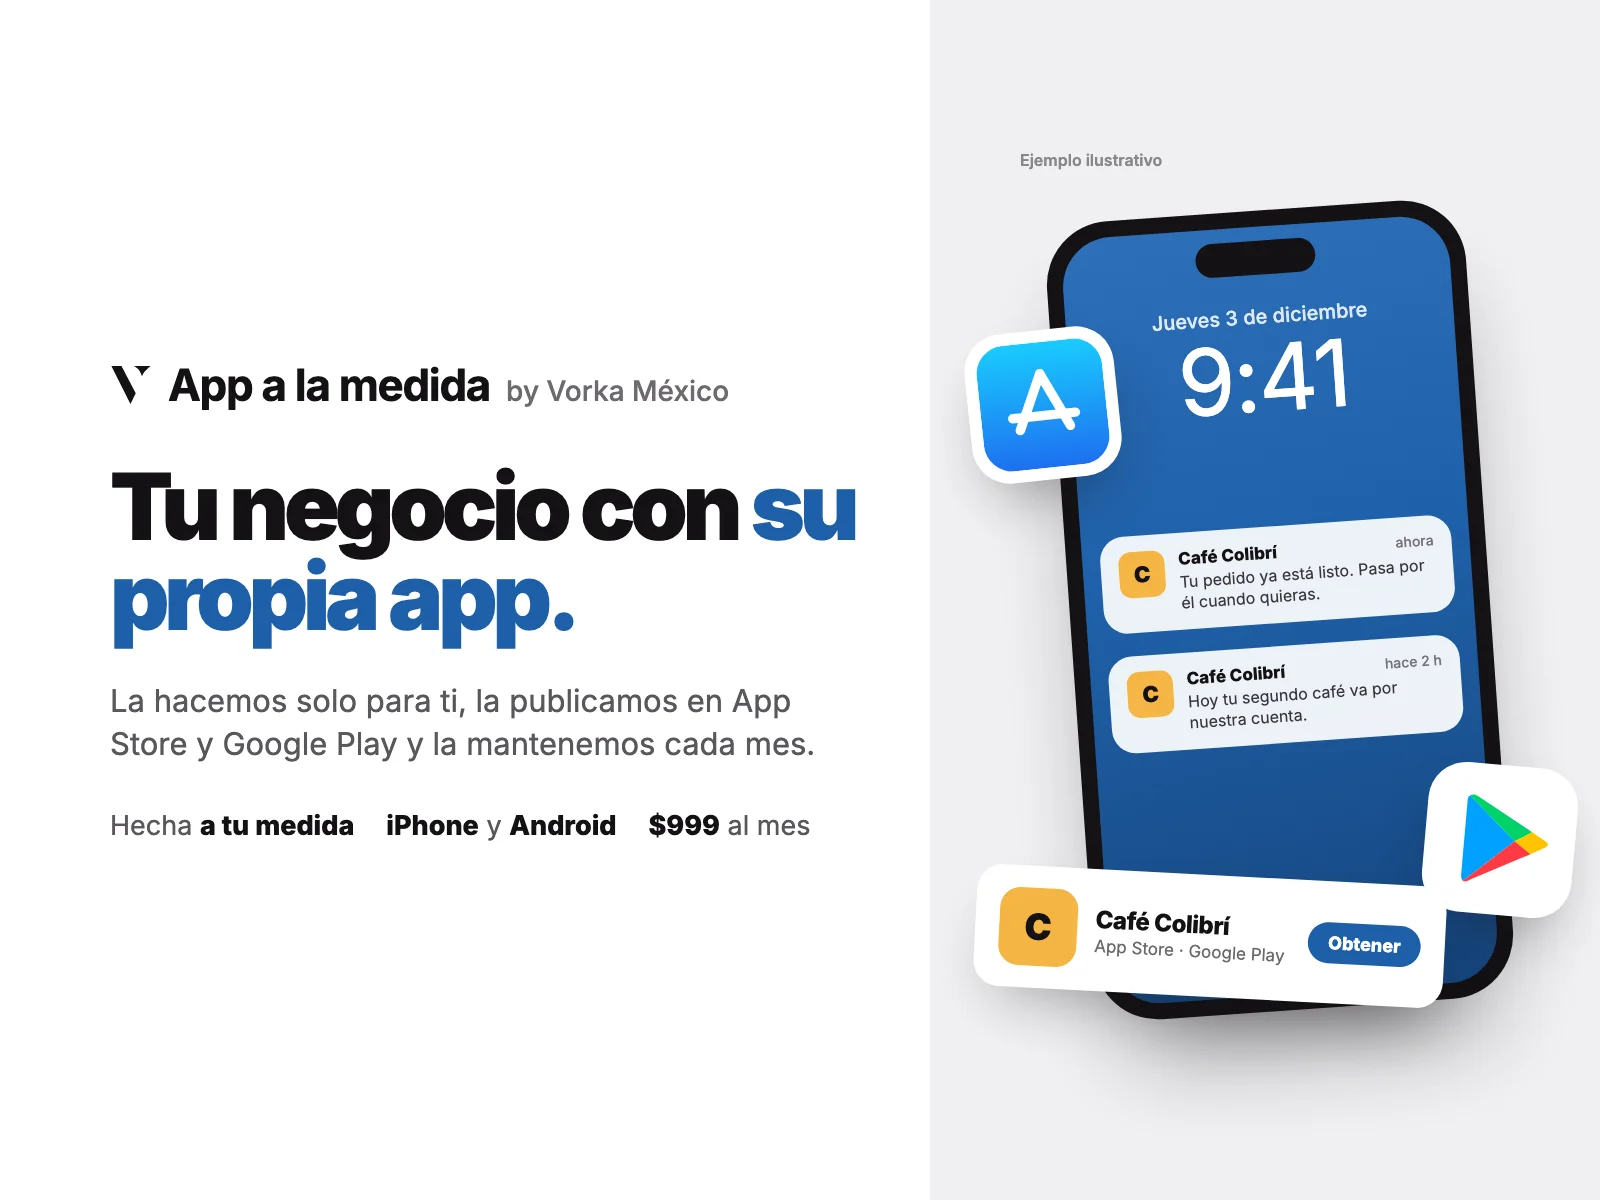 App a la medida by Vorka México
Tu negocio con su
propia app.
La hacemos solo para ti, la publicamos en App
Store y Google Play y la mantenemos cada mes.
Hecha a tu medida iPhone y Android $999 al mes
Ejemplo ilustrativo
Jueves 3 de diciembre
9:41
C
Café Colibrí
ahora
Tu pedido ya está listo. Pasa por
él cuando quieras.
C
Café Colibrí
hace 2 h
Hoy tu segundo café va por
nuestra cuenta.
C
Café Colibrí
App Store · Google Play
Obtener